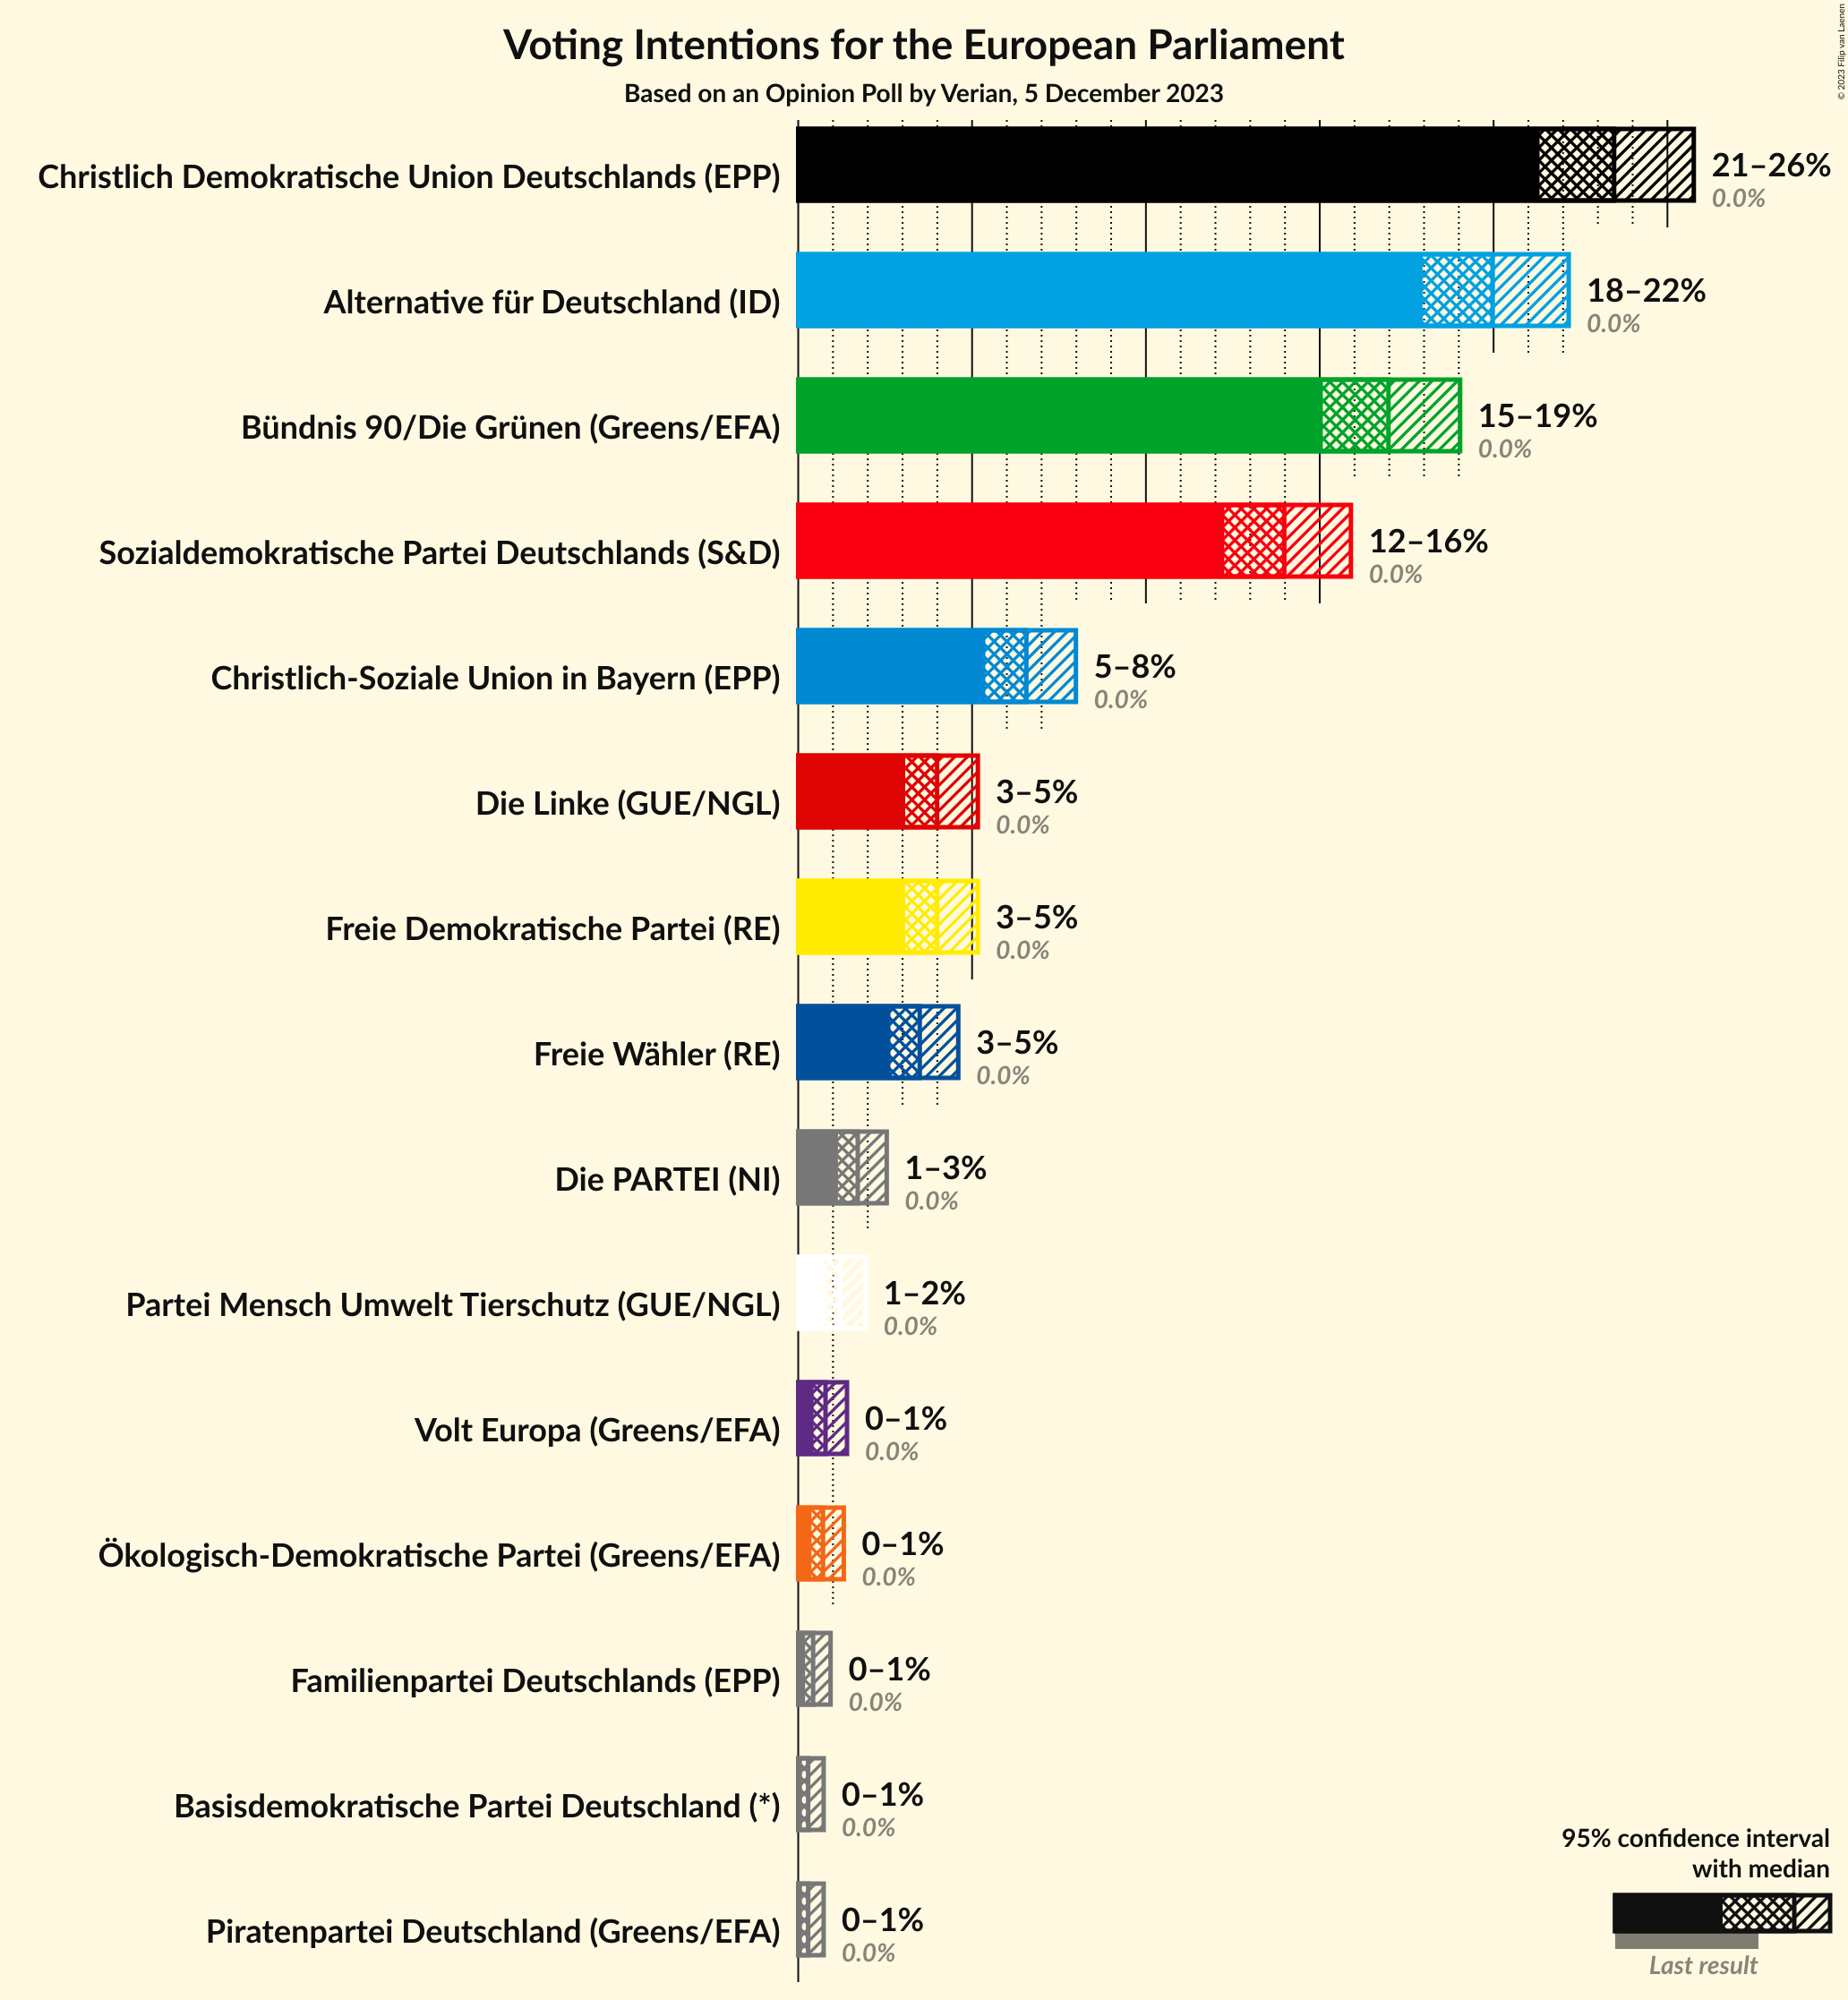 Voting Intentions for the European Parliament
Based on an Opinion Poll by Verian, 5 December 2023
© 2023 Filip van Laenen
Christlich Demokratische Union Deutschlands (EPP)
21–26%
0.0%
Alternative für Deutschland (ID)
18–22%
0.0%
Bündnis 90/Die Grünen (Greens/EFA)
15–19%
0.0%
Sozialdemokratische Partei Deutschlands (S&D)
12–16%
0.0%
Christlich-Soziale Union in Bayern (EPP)
5–8%
0.0%
Die Linke (GUE/NGL)
3–5%
0.0%
Freie Demokratische Partei (RE)
3–5%
0.0%
Freie Wähler (RE)
3–5%
0.0%
Die PARTEI (NI)
1–3%
0.0%
Partei Mensch Umwelt Tierschutz (GUE/NGL)
1–2%
0.0%
Volt Europa (Greens/EFA)
0–1%
0.0%
Ökologisch-Demokratische Partei (Greens/EFA)
0–1%
0.0%
Familienpartei Deutschlands (EPP)
0–1%
0.0%
Basisdemokratische Partei Deutschland (*)
0–1%
0.0%
Piratenpartei Deutschland (Greens/EFA)
0–1%
0.0%
95% confidence interval
with median
Last result